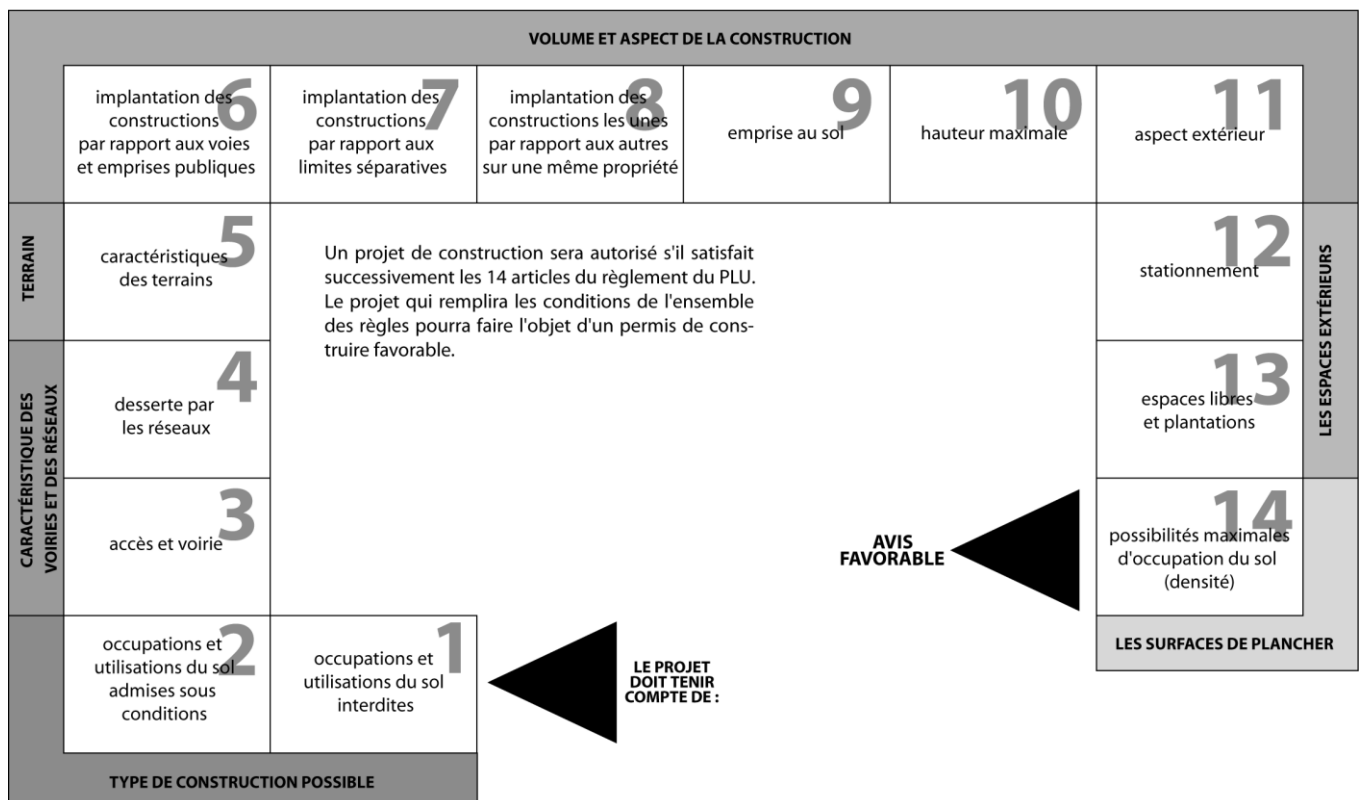 VOLUME ET ASPECT DE LA CONSTRUCTION
6
implantation des
constructions
par rapport aux voies
et emprises publiques
7
implantation des
constructions
par rapport aux
limites séparatives
8
implantation des
constructions les unes
par rapport aux autres
sur une même propriété
9
emprise au sol
10
hauteur maximale
11
aspect extérieur
TERRAIN
5
caractéristiques
des terrains
Un projet de construction sera autorisé s'il satisfait
successivement les 14 articles du règlement du PLU.
Le projet qui remplira les conditions de l'ensemble
des règles pourra faire l'objet d'un permis de cons-
truire favorable.
12
stationnement
LES ESPACES EXTÉRIEURS
CARACTÉRISTIQUE DES
VOIRIES ET DES RÉSEAUX
4
desserte par
les réseaux
13
espaces libres
et plantations
3
accès et voirie
AVIS
FAVORABLE
14
possibilités maximales
d'occupation du sol
(densité)
LES SURFACES DE PLANCHER
2
occupations et
utilisations du sol
admises sous
conditions
1
occupations et
utilisations du sol
interdites
LE PROJET
DOIT TENIR
COMPTE DE :
TYPE DE CONSTRUCTION POSSIBLE